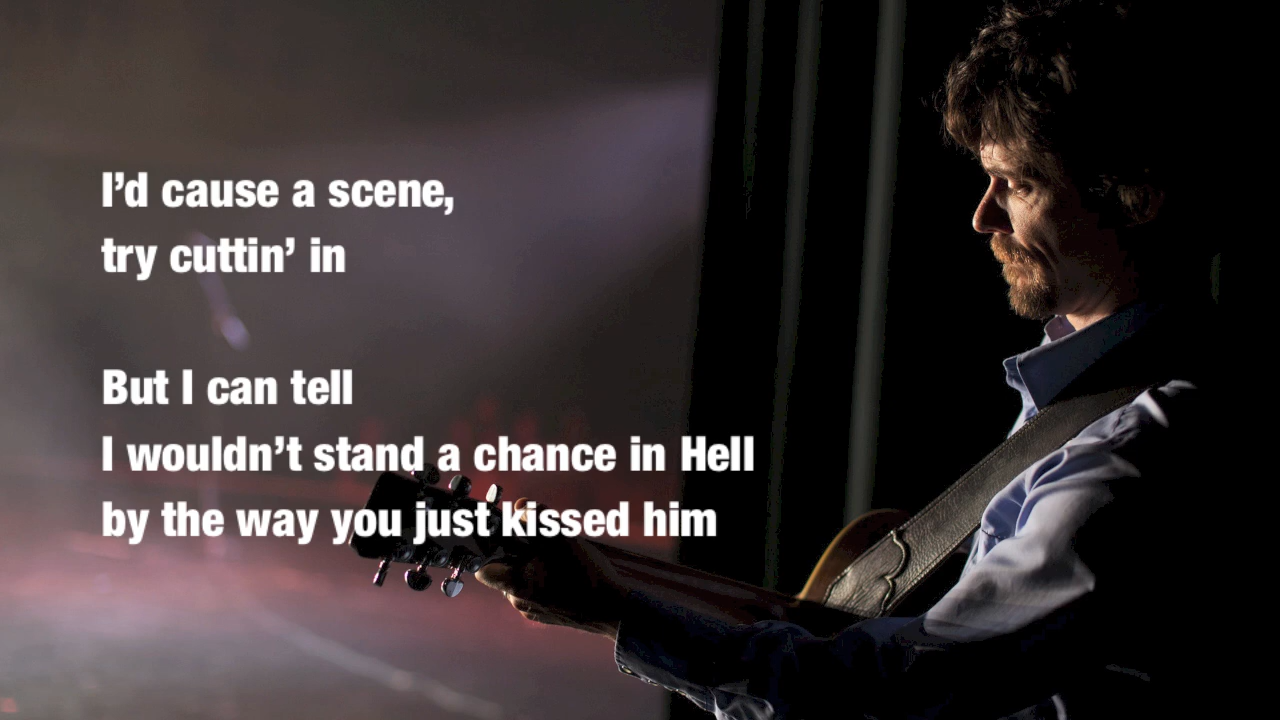 I’d cause a scene,
try cuttin’ in
But I can tell
I wouldn’t stand a chance in Hell
by the way you just kissed him